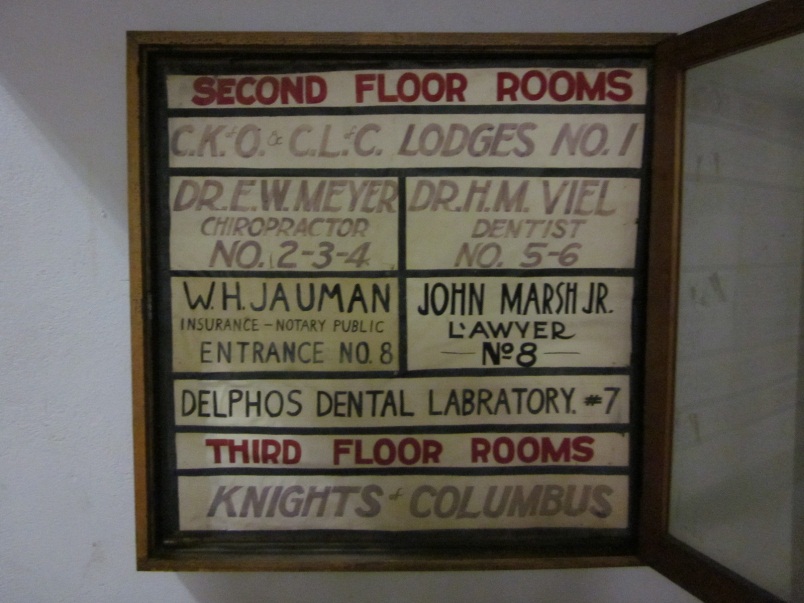 SECOND FLOOR ROOMS
C.K. of O. & C.L. of C. LODGES NO. 1
DR. E.W. MEYER
CHIROPRACTOR
NO. 2-3-4
DR. H.M. VIEL
DENTIST
NO. 5-6
W.H. JAUMAN
INSURANCE - NOTARY PUBLIC
ENTRANCE NO. 8
JOHN MARSH JR.
LAWYER
No 8
DELPHOS DENTAL LABRATORY. #7
THIRD FLOOR ROOMS
KNIGHTS of COLUMBUS